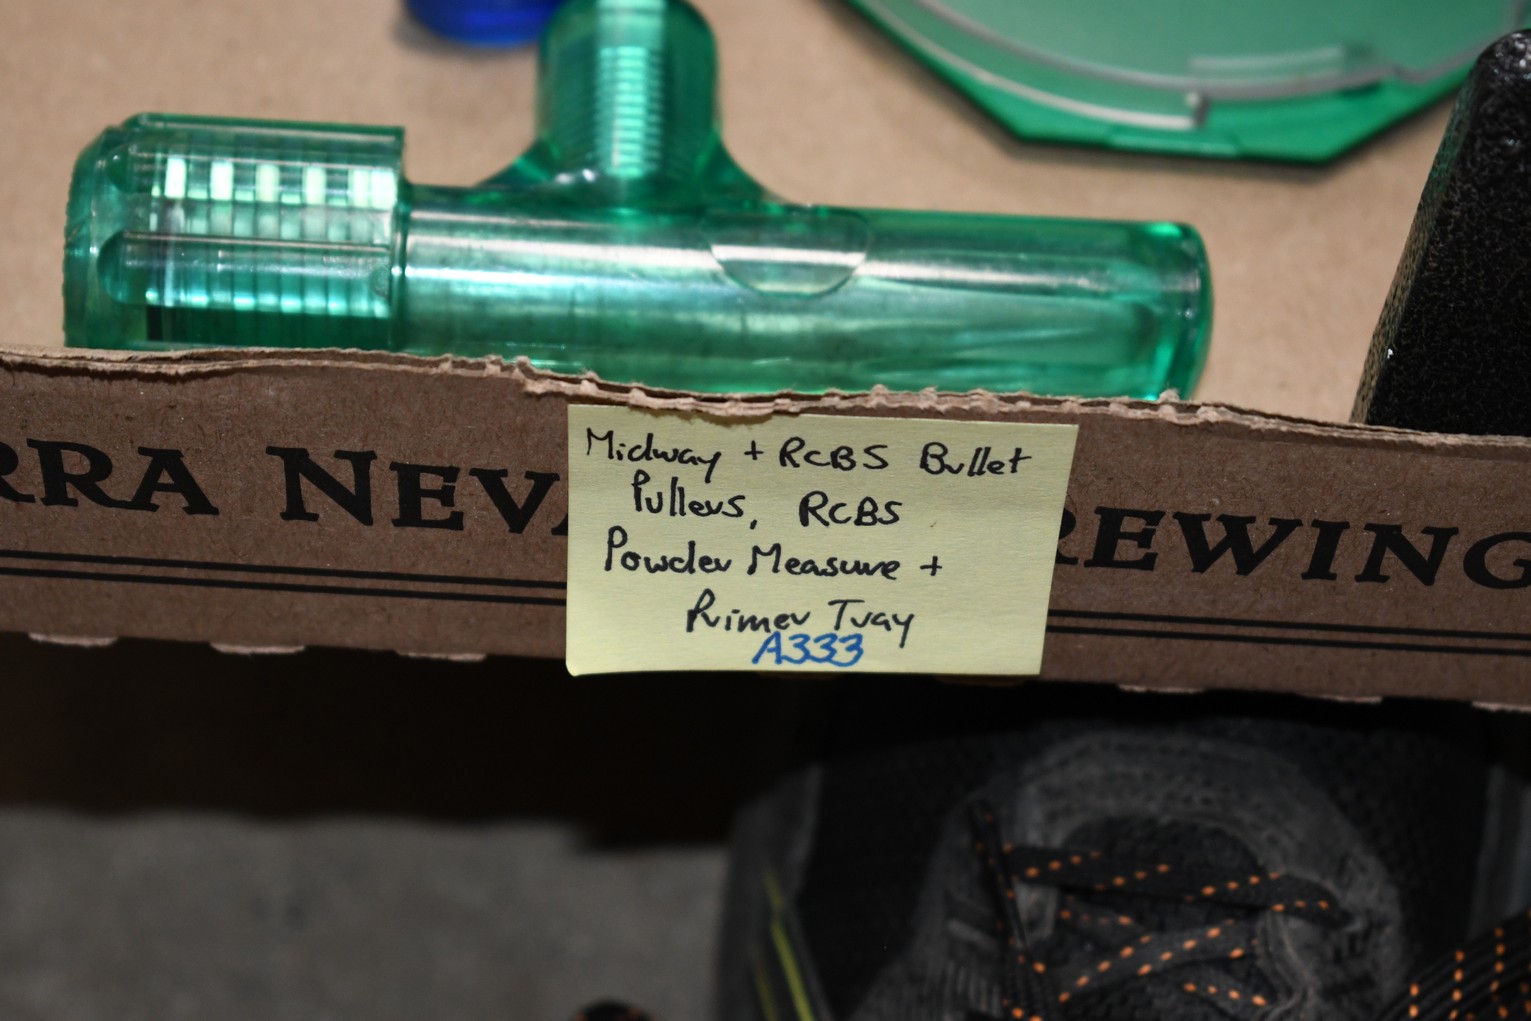 RRA NEV REWING
Midway + RCBS Bullet
Pullers, RCBS
Powder Measure +
Primer Tray
A333